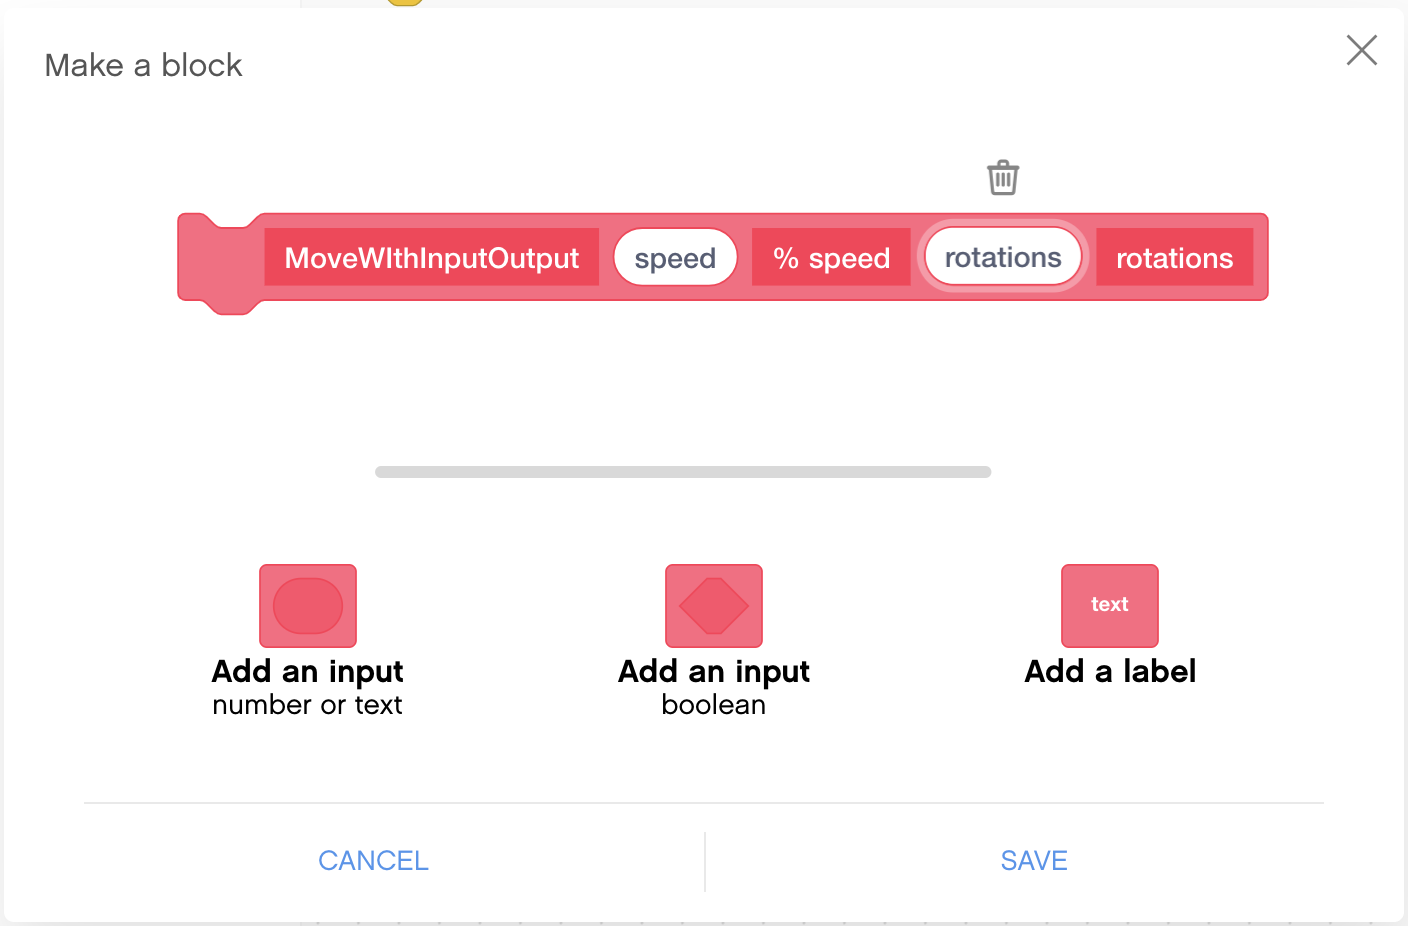 Make a block
MoveWIthInputOutput speed % speed rotations rotations
text
Add an input Add an input Add a label
number or text boolean
CANCEL SAVE